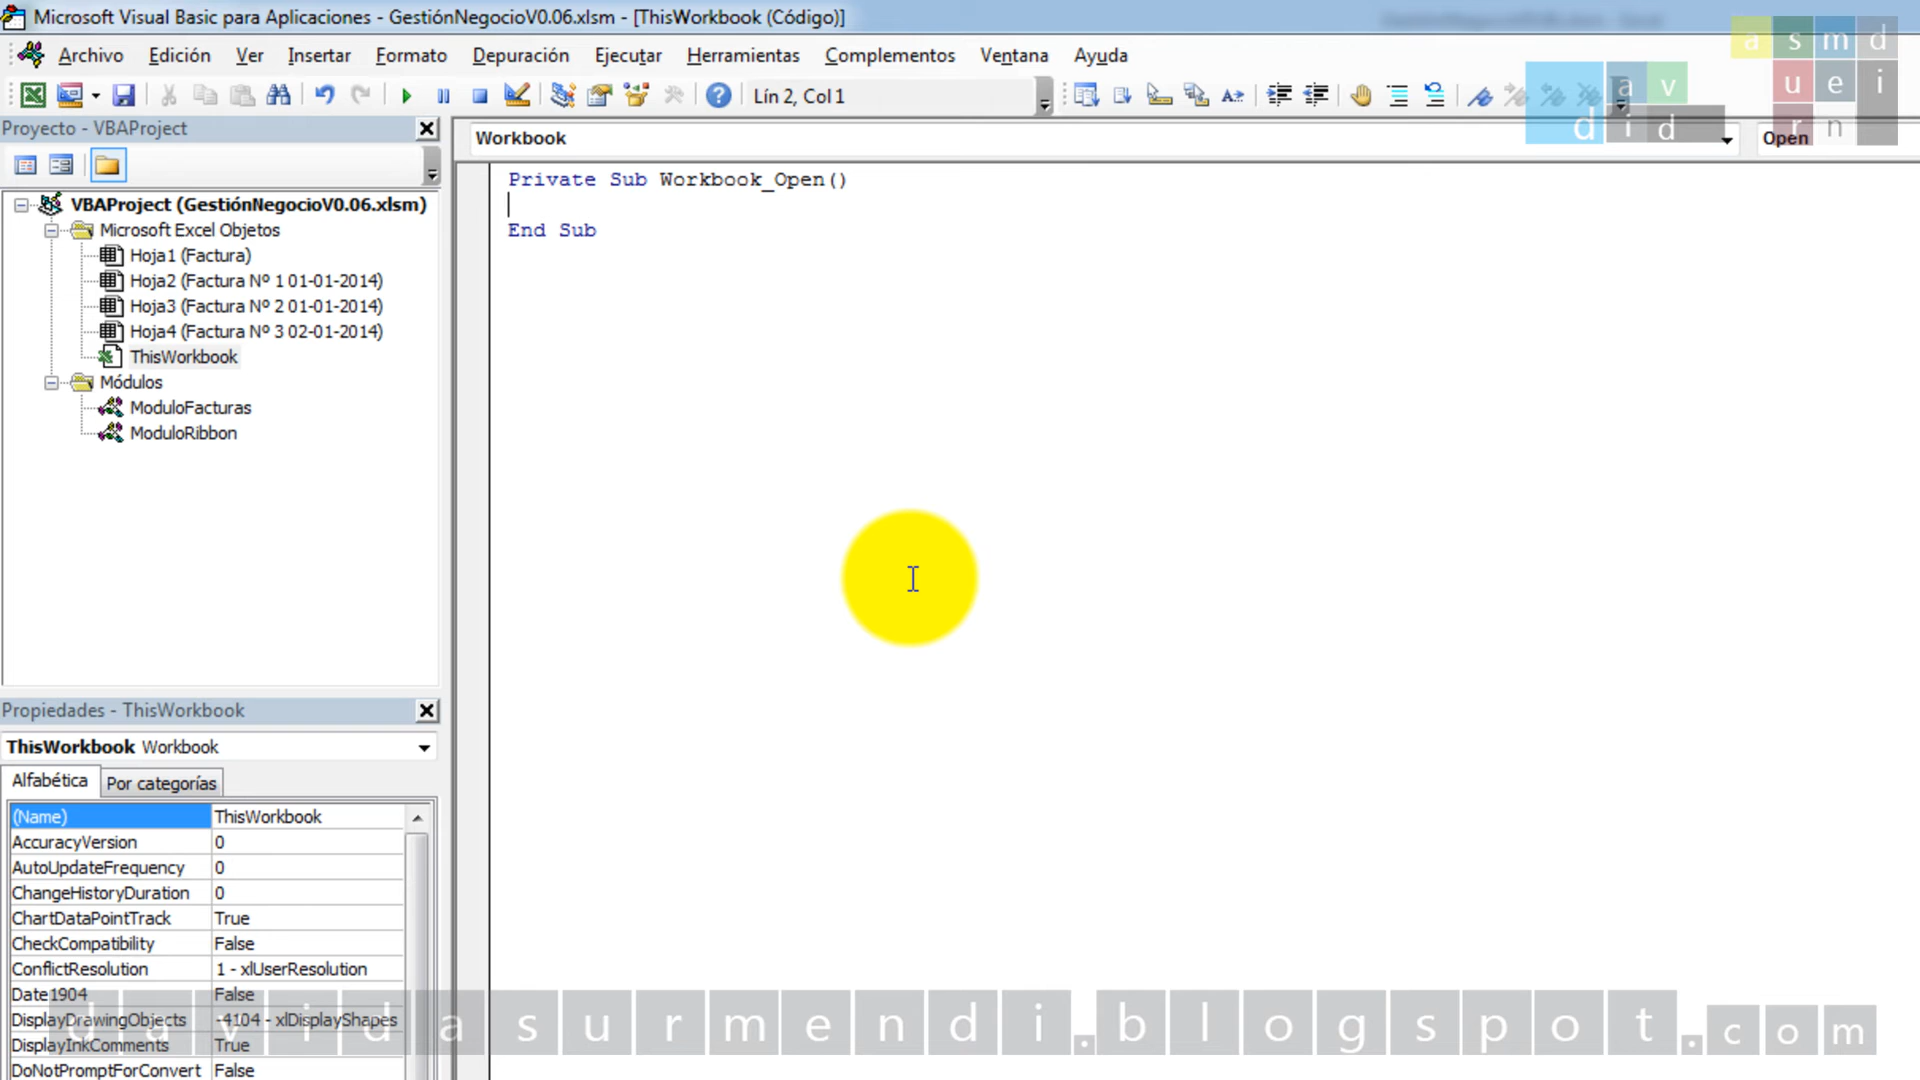 Microsoft Visual Basic para Aplicaciones - GestiónNegocioV0.06.xlsm - [ThisWorkbook (Código)]
Archivo Edición Ver Insertar Formato Depuración Ejecutar Herramientas Complementos Ventana Ayuda
Lín 2, Col 1
a s m d
a v u e i
d i d r n
Proyecto - VBAProject
Workbook
Open
Private Sub Workbook_Open()
End Sub
VBAProject (GestiónNegocioV0.06.xlsm)
Microsoft Excel Objetos
Hoja1 (Factura)
Hoja2 (Factura Nº 1 01-01-2014)
Hoja3 (Factura Nº 2 01-01-2014)
Hoja4 (Factura Nº 3 02-01-2014)
ThisWorkbook
Módulos
ModuloFacturas
ModuloRibbon
Propiedades - ThisWorkbook
ThisWorkbook Workbook
Alfabética Por categorías
(Name) ThisWorkbook
AccuracyVersion 0
AutoUpdateFrequency 0
ChangeHistoryDuration 0
ChartDataPointTrack True
CheckCompatibility False
ConflictResolution 1 - xlUserResolution
Date1904 False
DisplayDrawingObjects -4104 - xlDisplayShapes
DisplayInkComments True
DoNotPromptForConvert False
davidasurmendi.blogspot.com